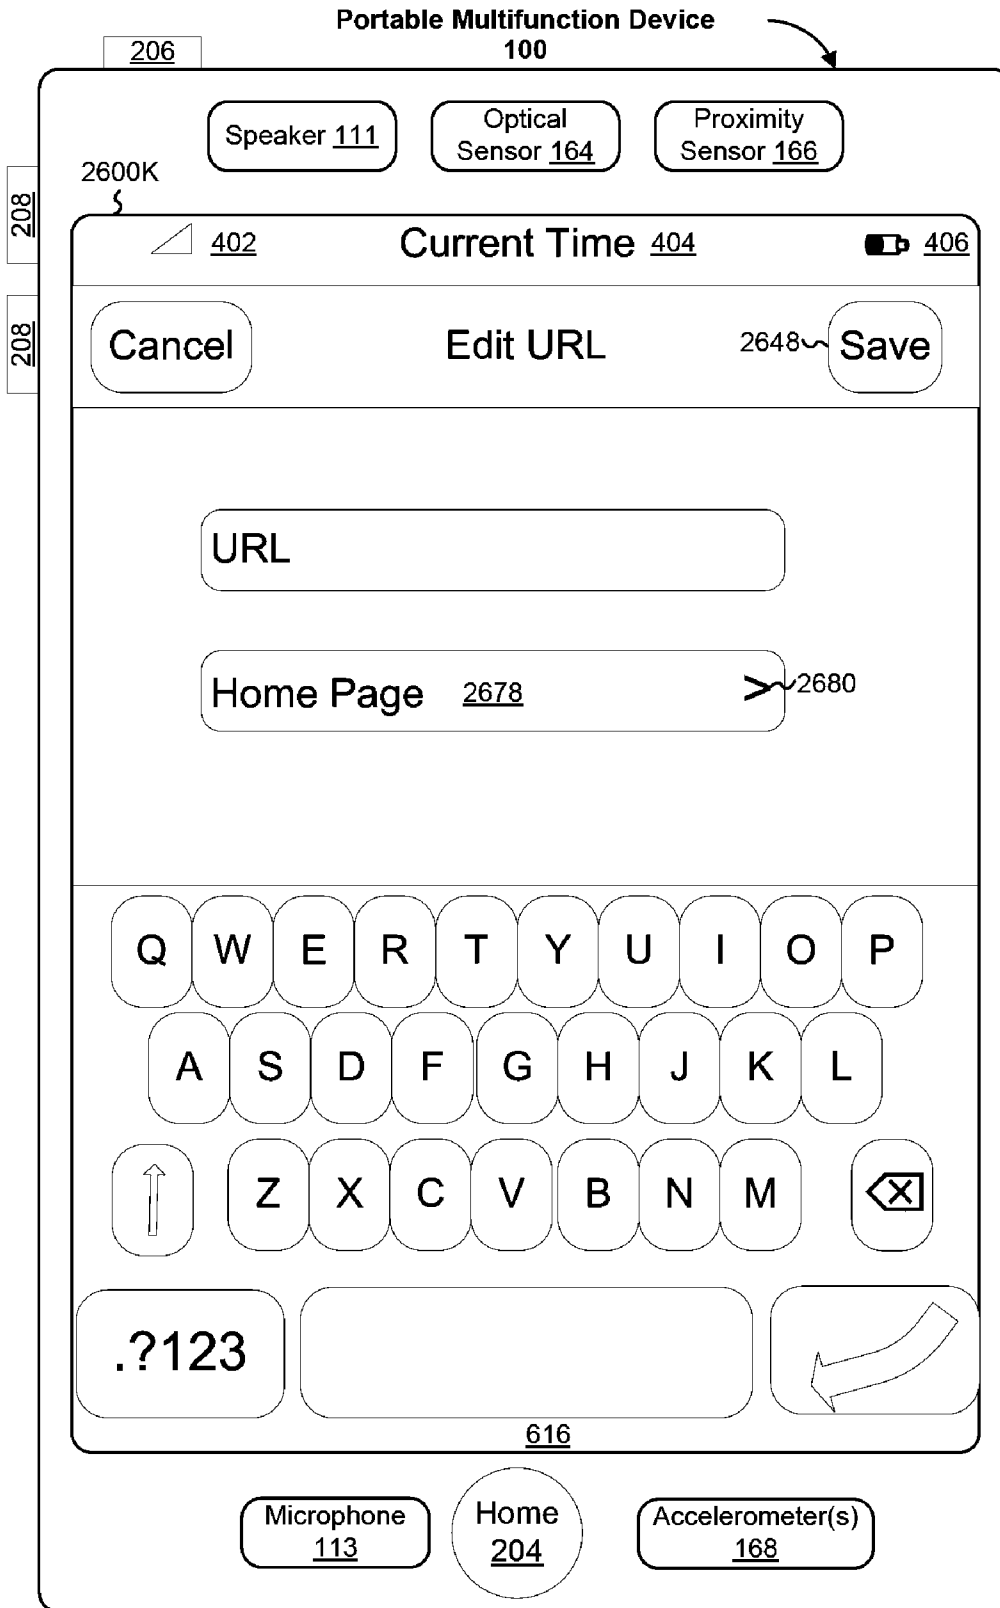 Portable Multifunction Device
100
206
Speaker 111
Optical
Sensor 164
Proximity
Sensor 166
2600K
208
402
Current Time 404
406
208
Cancel
Edit URL
2648
Save
URL
Home Page 2678
>
2680
Q W E R T Y U I O P
A S D F G H J K L
Z X C V B N M
.?123
616
Microphone
113
Home
204
Accelerometer(s)
168